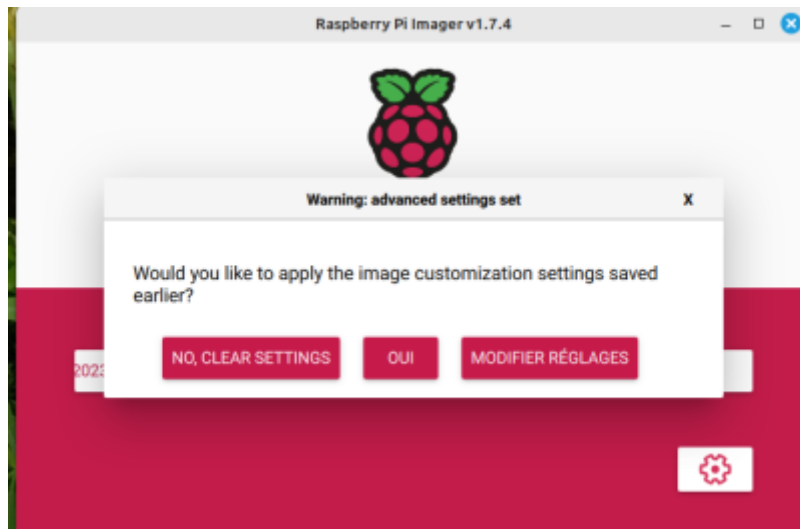 Raspberry Pi Imager v1.7.4
Warning: advanced settings set X
Would you like to apply the image customization settings saved
earlier?
NO, CLEAR SETTINGS OUI MODIFIER RÉGLAGES
2023